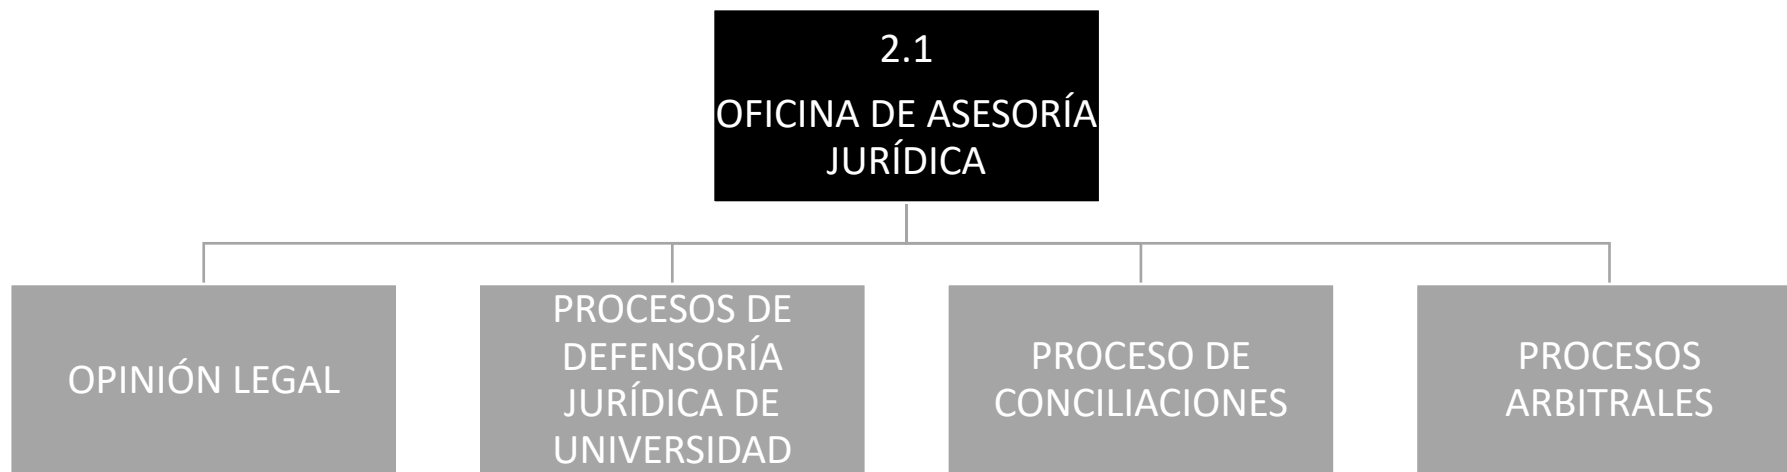 2.1
OFICINA DE ASESORÍA
JURÍDICA
OPINIÓN LEGAL
PROCESOS DE
DEFENSORÍA
JURÍDICA DE
UNIVERSIDAD
PROCESO DE
CONCILIACIONES
PROCESOS
ARBITRALES